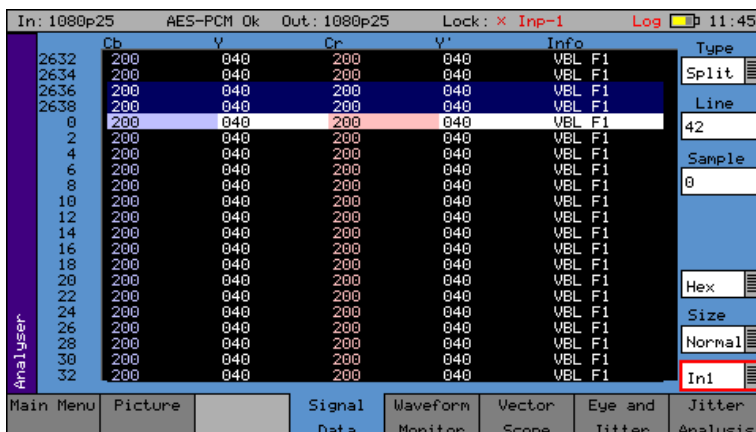 In: 1080p25 AES-PCM Ok Out: 1080p25 Lock: × Inp-1 Log 11:45
Cb Y Cr Y' Info
2632 200 040 200 040 VBL F1
2634 200 040 200 040 VBL F1
2636 200 040 200 040 VBL F1
2638 200 040 200 040 VBL F1
0 200 040 200 040 VBL F1
2 200 040 200 040 VBL F1
4 200 040 200 040 VBL F1
6 200 040 200 040 VBL F1
8 200 040 200 040 VBL F1
10 200 040 200 040 VBL F1
12 200 040 200 040 VBL F1
14 200 040 200 040 VBL F1
16 200 040 200 040 VBL F1
18 200 040 200 040 VBL F1
20 200 040 200 040 VBL F1
22 200 040 200 040 VBL F1
24 200 040 200 040 VBL F1
26 200 040 200 040 VBL F1
28 200 040 200 040 VBL F1
30 200 040 200 040 VBL F1
32 200 040 200 040 VBL F1
Type
Split
Line
42
Sample
0
Hex
Size
Normal
In1
Analyser
Main Menu Picture Signal Waveform Vector Eye and Jitter
Data Monitor Scope Jitter Analysis